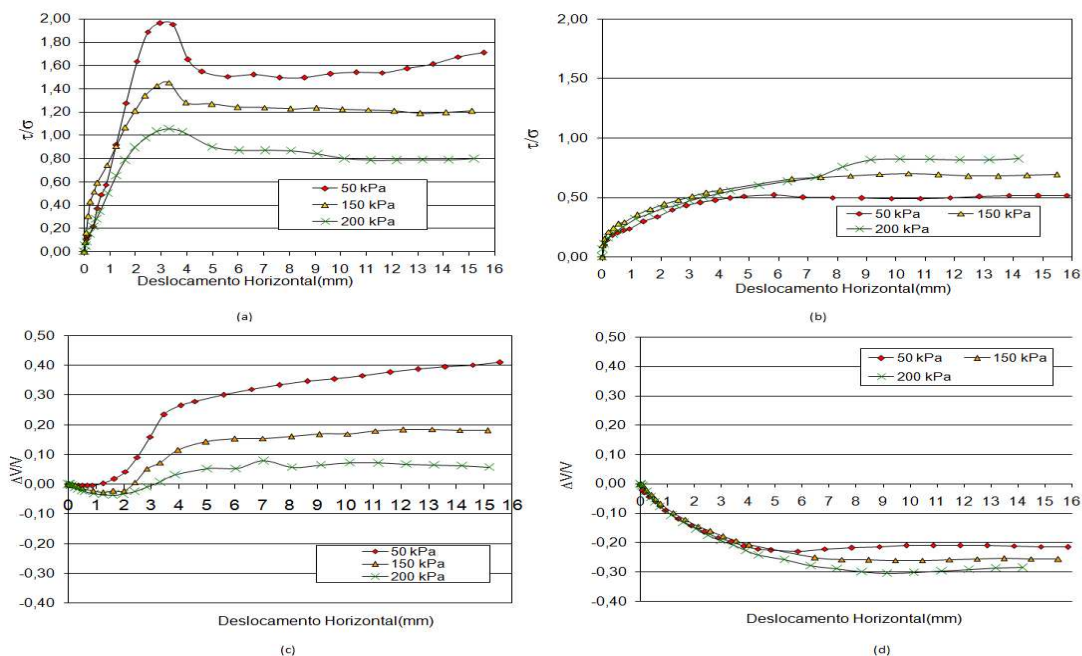 2,00
1,80
1,60
1,40
1,20
1,00
0,80
0,60
0,40
0,20
0,00
τ/σ
50 kPa
150 kPa
200 kPa
0 1 2 3 4 5 6 7 8 9 10 11 12 13 14 15 16
Deslocamento Horizontal(mm)
(a)
2,00
1,50
1,00
0,50
0,00
τ/σ
50 kPa 150 kPa
200 kPa
0 1 2 3 4 5 6 7 8 9 10 11 12 13 14 15 16
Deslocamento Horizontal(mm)
(b)
0,50
0,40
0,30
0,20
0,10
0,00
-0,10
-0,20
-0,30
-0,40
ΔV/V
0 1 2 3 4 5 6 7 8 9 10 11 12 13 14 15 16
50 kPa
150 kPa
200 kPa
Deslocamento Horizontal(mm)
(c)
0,50
0,40
0,30
0,20
0,10
0,00
-0,10
-0,20
-0,30
-0,40
ΔV/V
50 kPa 150 kPa
200 kPa
0 1 2 3 4 5 6 7 8 9 10 11 12 13 14 15 16
Deslocamento Horizontal(mm)
(d)